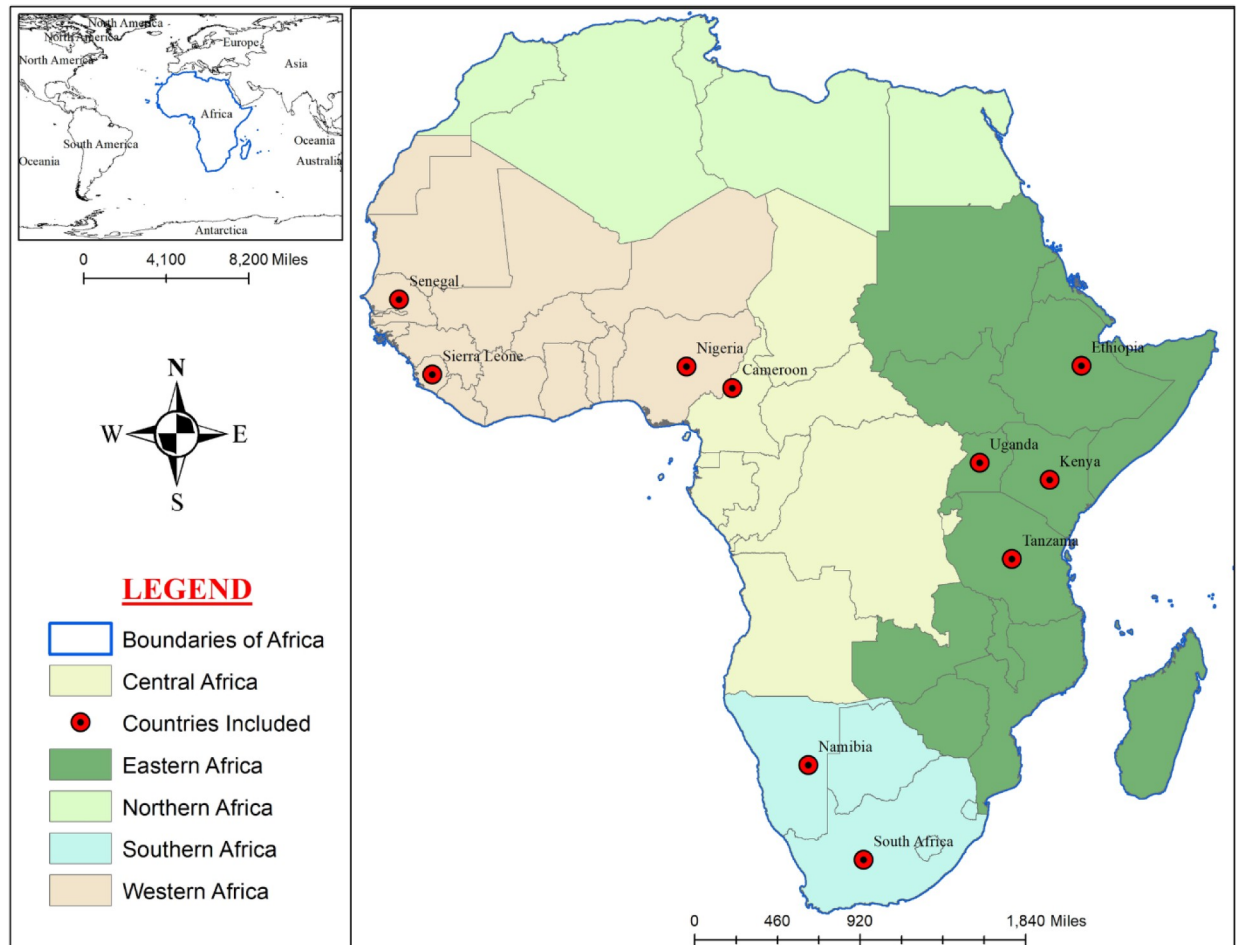 North America
North America
North America
Europe
Asia
Africa
South America
Oceania
Oceania
Australia
Antarctica
0 4,100 8,200 Miles
N
W E
S
LEGEND
Boundaries of Africa
Central Africa
Countries Included
Eastern Africa
Northern Africa
Southern Africa
Western Africa
Senegal
Sierra Leone
Nigeria
Cameroon
Ethiopia
Uganda
Kenya
Tanzama
Namibia
South Africa
0 460 920 1,840 Miles